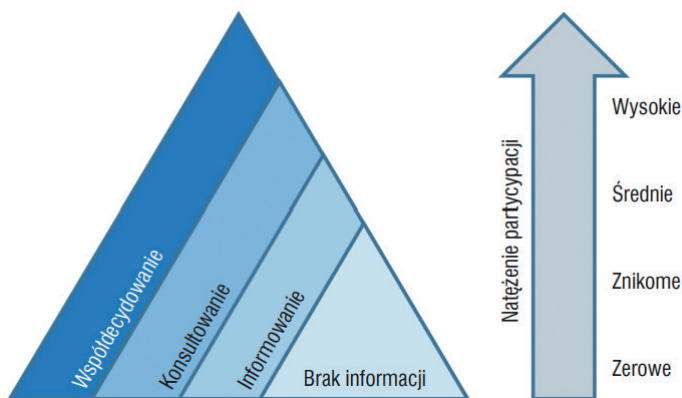 Współdecydowanie
Konsultowanie
Informowanie
Brak informacji
Natężenie partycypacji
Wysokie
Średnie
Znikome
Zerowe